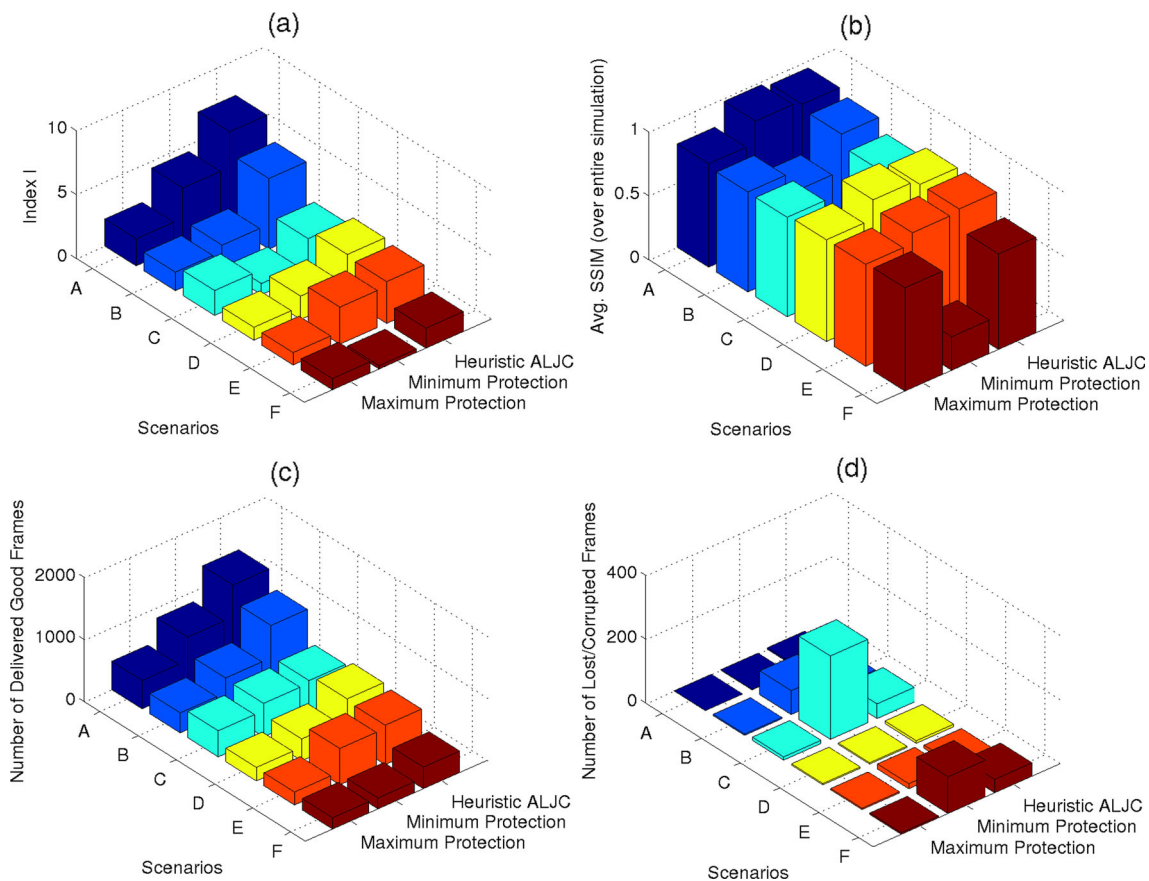 (a)
10
5
0
Index I
A
B
C
D
E
F
Scenarios
Heuristic ALJC
Minimum Protection
Maximum Protection
(b)
1
0.5
0
Avg. SSIM (over entire simulation)
A
B
C
D
E
F
Scenarios
Heuristic ALJC
Minimum Protection
Maximum Protection
(c)
2000
1000
0
Number of Delivered Good Frames
A
B
C
D
E
F
Scenarios
Heuristic ALJC
Minimum Protection
Maximum Protection
(d)
400
200
0
Number of Lost/Corrupted Frames
A
B
C
D
E
F
Scenarios
Heuristic ALJC
Minimum Protection
Maximum Protection